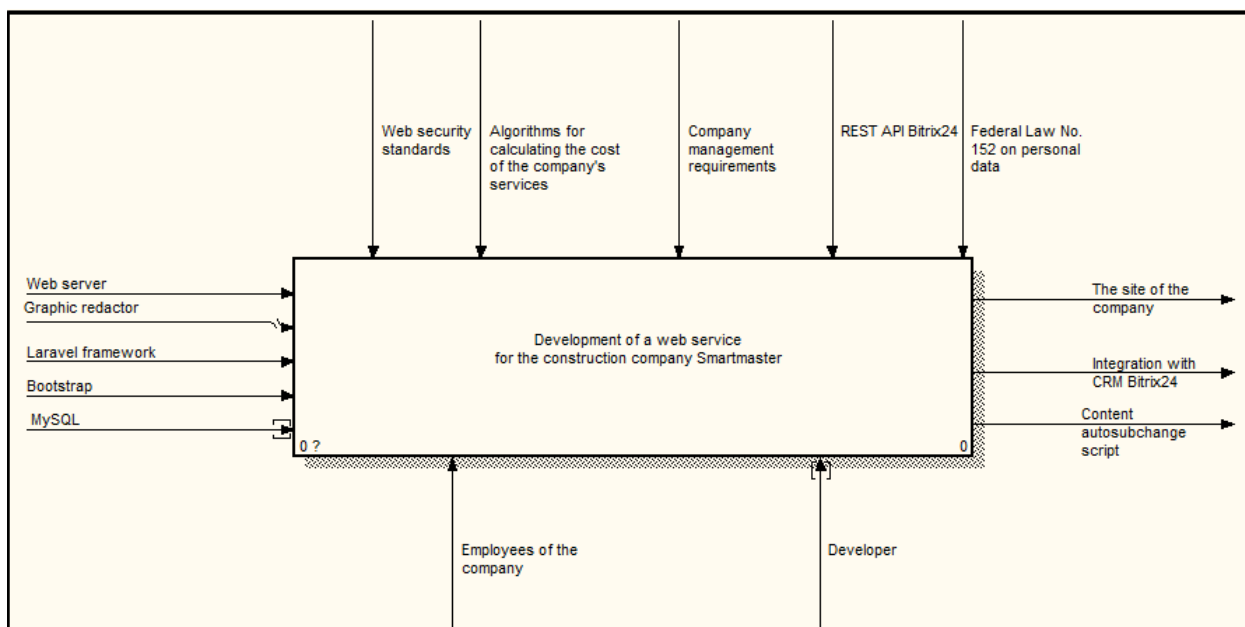 Web security
standards
Algorithms for
calculating the cost
of the company's
services
Company
management
requirements
REST API Bitrix24
Federal Law No.
152 on personal
data
Web server
Graphic redactor
Laravel framework
Bootstrap
MySQL
Development of a web service
for the construction company Smartmaster
0 ?
0
The site of the
company
Integration with
CRM Bitrix24
Content
autosubchange
script
Employees of the
company
Developer